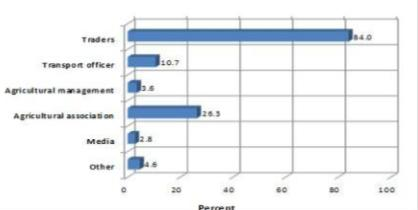 Traders 84.0
Transport officer 10.7
Agricultural management 3.6
Agricultural association 26.3
Media 2.8
Other 4.6
0 20 40 60 80 100
Percent